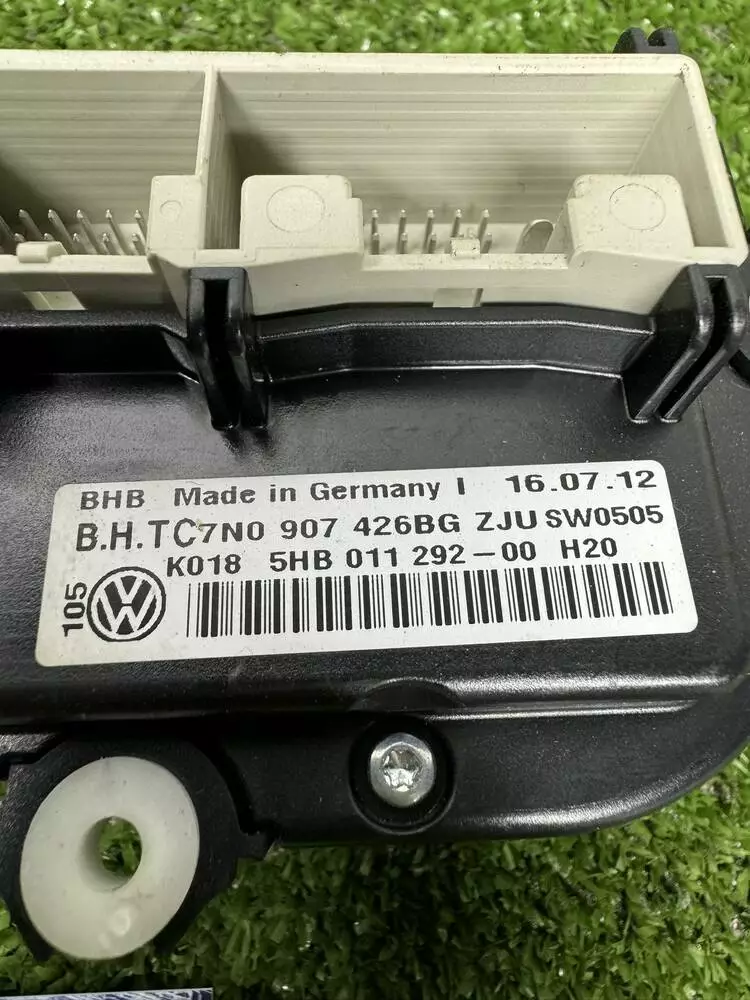 BHB Made in Germany I 16.07.12
B.H.TC7N0 907 426BG ZJU SW0505
K018 5HB 011 292-00 H20
105